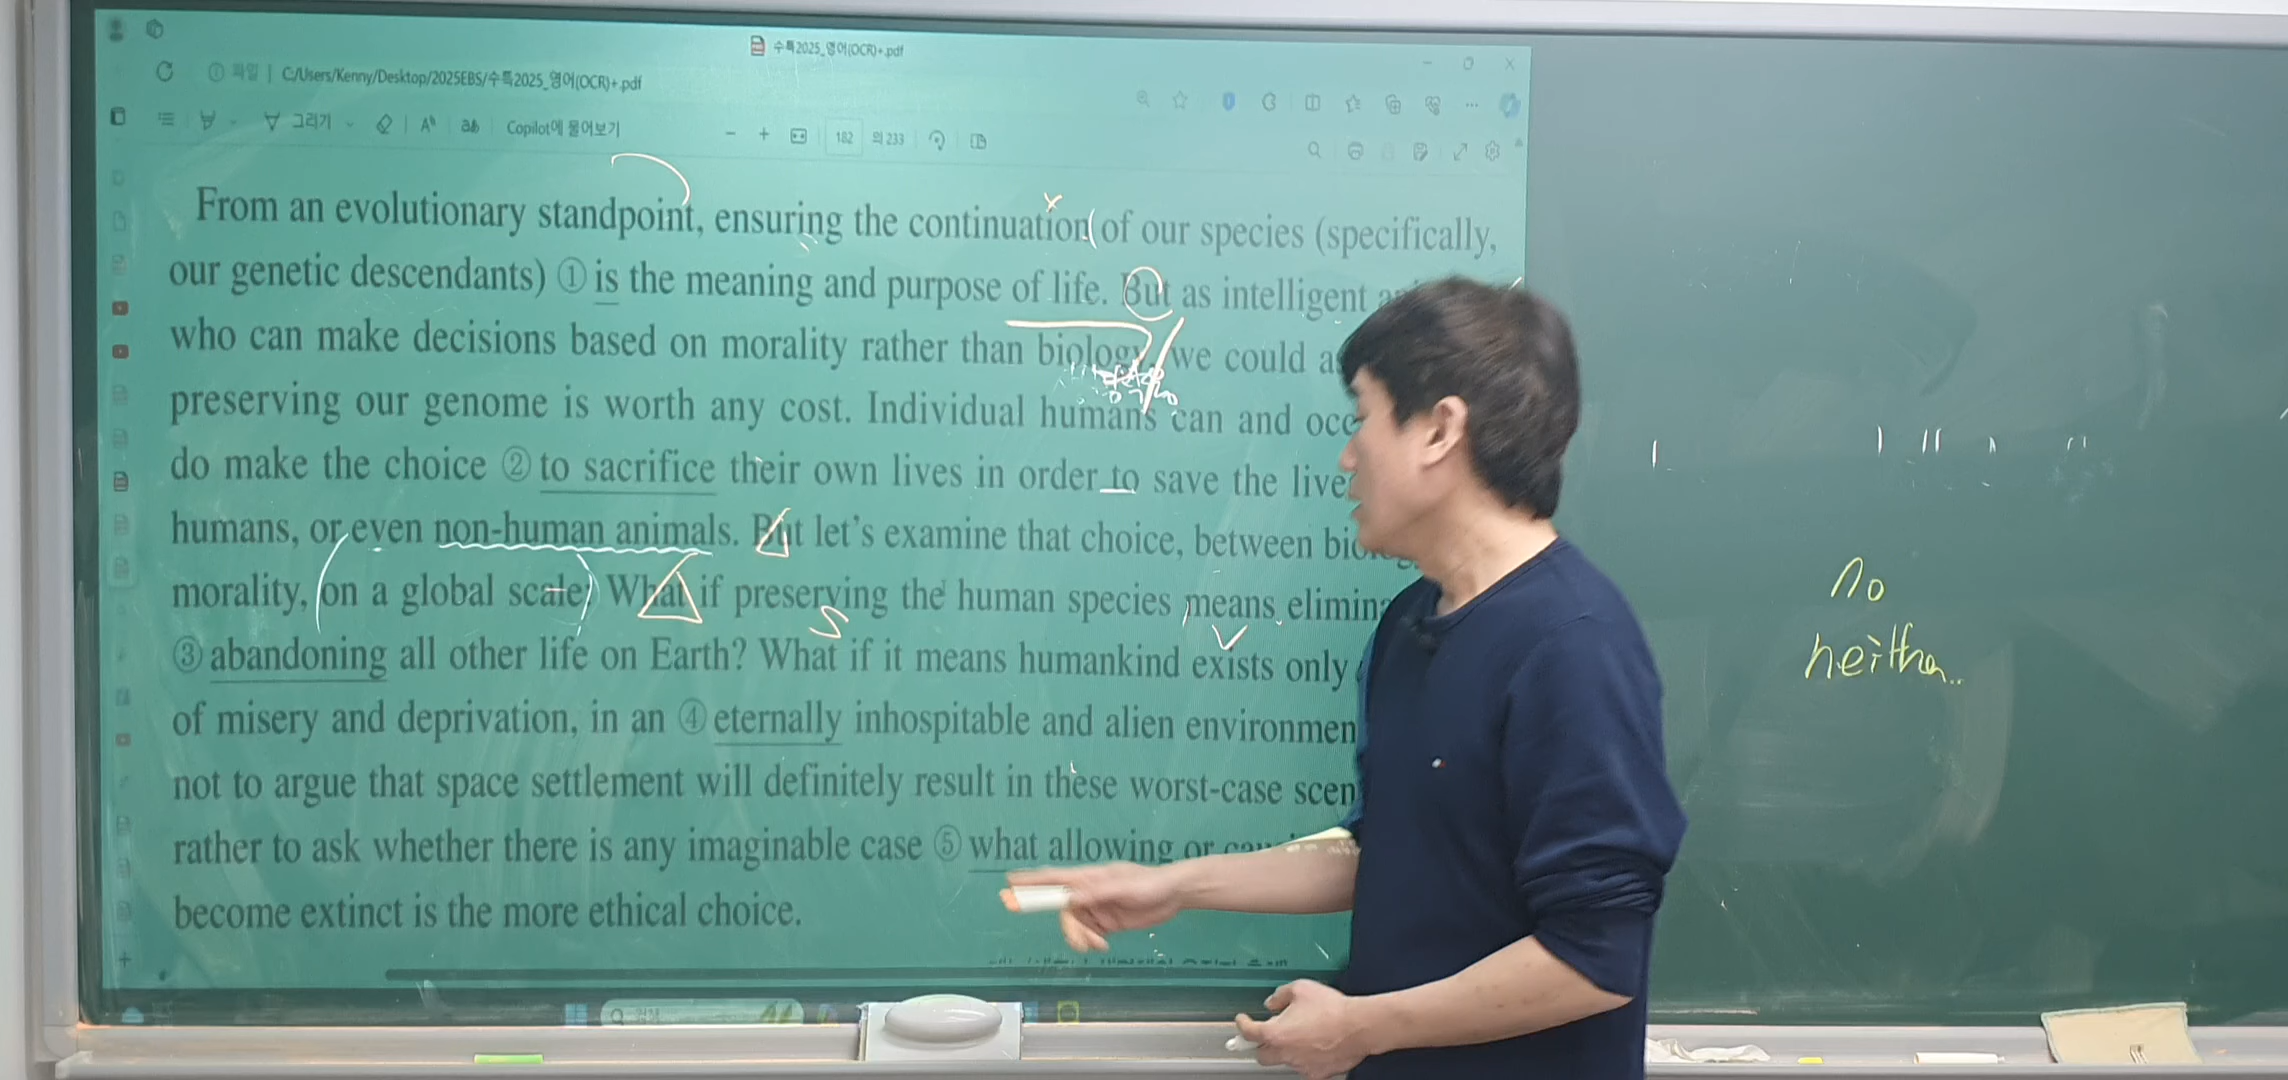 수특2025_영어(OCR)+.pdf
파일 | C:/Users/Kenny/Desktop/2025EBS/수특2025_영어(OCR)+.pdf
그리기 aあ Copilot에 물어보기 − + 182 의 233
From an evolutionary standpoint, ensuring the continuation of our species (specifically,
our genetic descendants) ① is the meaning and purpose of life. But as intelligent
who can make decisions based on morality rather than biology, we could
preserving our genome is worth any cost. Individual humans can and
do make the choice ② to sacrifice their own lives in order to save the
humans, or even non-human animals. But let's examine that choice, between
morality, on a global scale. What if preserving the human species means
③ abandoning all other life on Earth? What if it means humankind exists only
of misery and deprivation, in an ④ eternally inhospitable and alien
not to argue that space settlement will definitely result in these worst-case
rather to ask whether there is any imaginable case ⑤ what allowing or
become extinct is the more ethical choice.
S
V
no
neither..